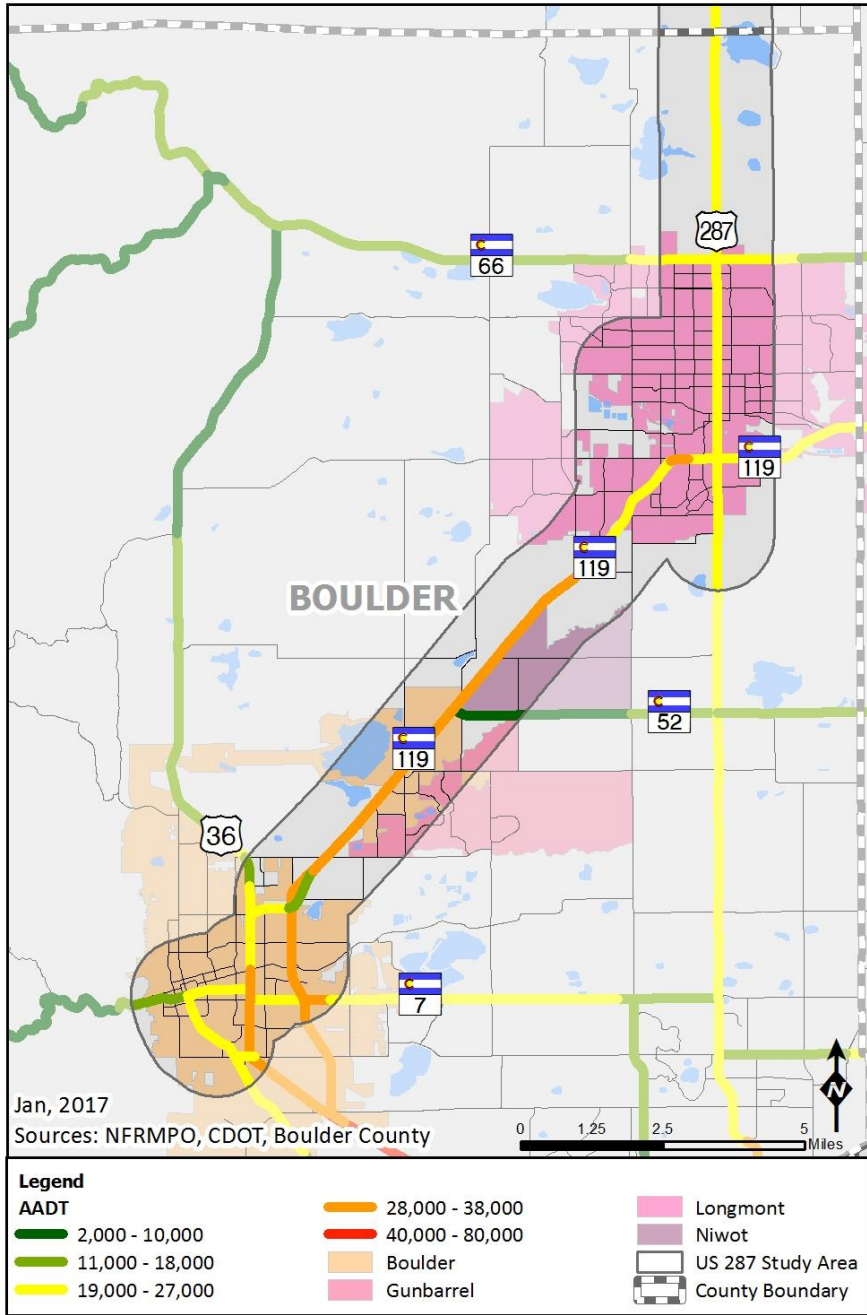 287
66
119
119
BOULDER
52
119
36
7
N
Jan, 2017
Sources: NFRMPO, CDOT, Boulder County
0 1.25 2.5 5
Miles
Legend
AADT
2,000 - 10,000
11,000 - 18,000
19,000 - 27,000
28,000 - 38,000
40,000 - 80,000
Boulder
Gunbarrel
Longmont
Niwot
US 287 Study Area
County Boundary